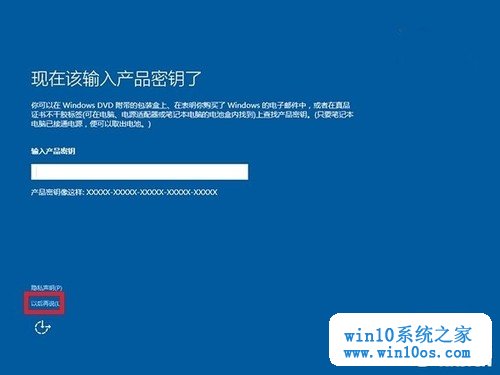 现在该输入产品密钥了
你可以在 Windows DVD 附带的包装盒上、在表明你购买了 Windows 的电子邮件中，或者在真品
证书不干胶标签(可在电脑、电源适配器或笔记本电脑的电池盒内找到)上查找产品密钥。(只要笔记本
电脑已接通电源，便可以取出电池。)
输入产品密钥
产品密钥像这样: XXXXX-XXXXX-XXXXX-XXXXX-XXXXX
隐私声明(P)
以后再说(L
win10系统之家
www.win10os.com